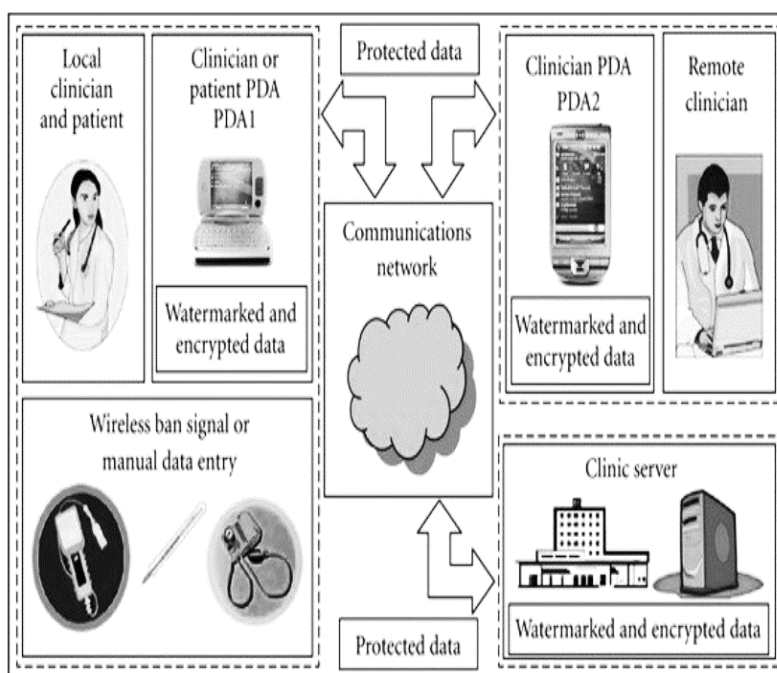 Local
clinician
and patient
Clinician or
patient PDA
PDA1
Watermarked and
encrypted data
Wireless ban signal or
manual data entry
Protected data
Communications
network
Protected data
Clinician PDA
PDA2
Watermarked and
encrypted data
Remote
clinician
Clinic server
Watermarked and encrypted data